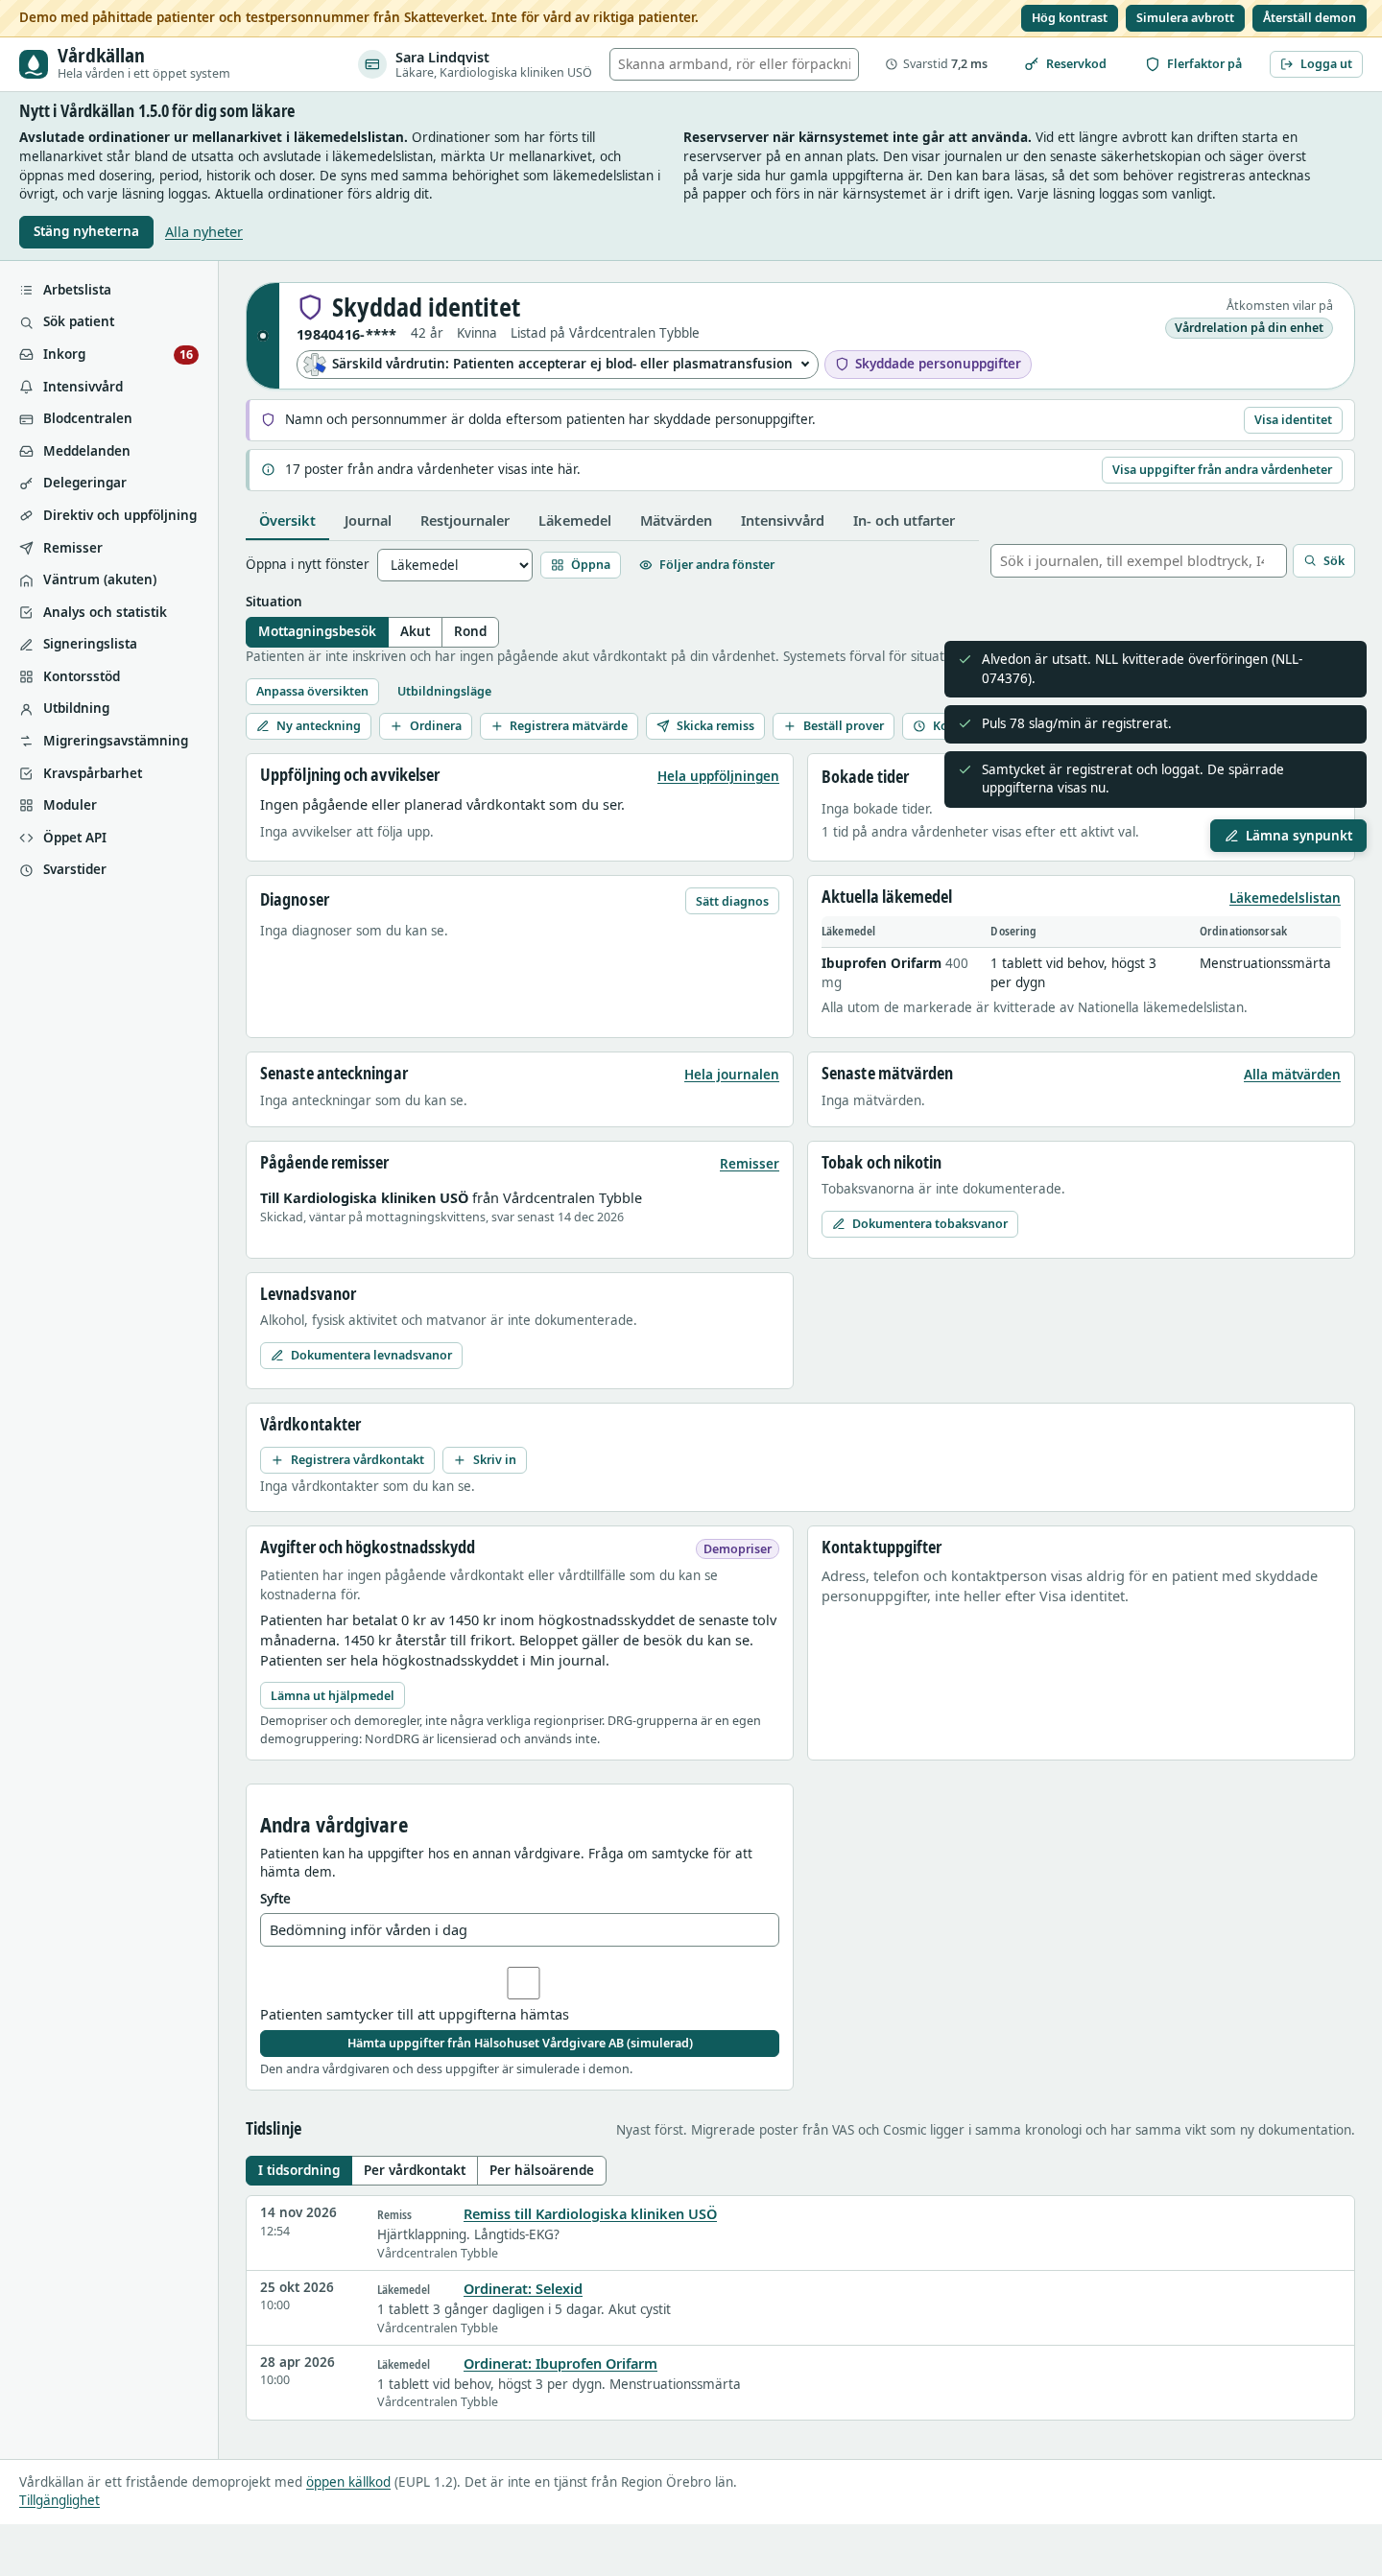 Demo med påhittade patienter och testpersonnummer från Skatteverket. Inte för vård av riktiga patienter.
Hög kontrast
Simulera avbrott
Återställ demon
Vårdkällan
Hela vården i ett öppet system
Sara Lindqvist
Läkare, Kardiologiska kliniken USÖ
Skanna armband, rör eller förpackni
Svarstid 7,2 ms
Reservkod
Flerfaktor på
Logga ut
Nytt i Vårdkällan 1.5.0 för dig som läkare
Avslutade ordinationer ur mellanarkivet i läkemedelslistan. Ordinationer som har förts till
mellanarkivet står bland de utsatta och avslutade i läkemedelslistan, märkta Ur mellanarkivet, och
öppnas med dosering, period, historik och doser. De syns med samma behörighet som läkemedelslistan i
övrigt, och varje läsning loggas. Aktuella ordinationer förs aldrig dit.
Reservserver när kärnsystemet inte går att använda. Vid ett längre avbrott kan driften starta en
reservserver på en annan plats. Den visar journalen ur den senaste säkerhetskopian och säger överst
på varje sida hur gamla uppgifterna är. Den kan bara läsas, så det som behöver registreras antecknas
på papper och förs in när kärnsystemet är i drift igen. Varje läsning loggas som vanligt.
Stäng nyheterna
Alla nyheter
Arbetslista
Sök patient
Inkorg
16
Intensivvård
Blodcentralen
Meddelanden
Delegeringar
Direktiv och uppföljning
Remisser
Väntrum (akuten)
Analys och statistik
Signeringslista
Kontorsstöd
Utbildning
Migreringsavstämning
Kravspårbarhet
Moduler
Öppet API
Svarstider
Skyddad identitet
19840416-****
42 år
Kvinna
Listad på Vårdcentralen Tybble
Åtkomsten vilar på
Vårdrelation på din enhet
Särskild vårdrutin: Patienten accepterar ej blod- eller plasmatransfusion
Skyddade personuppgifter
Namn och personnummer är dolda eftersom patienten har skyddade personuppgifter.
Visa identitet
17 poster från andra vårdenheter visas inte här.
Visa uppgifter från andra vårdenheter
Översikt
Journal
Restjournaler
Läkemedel
Mätvärden
Intensivvård
In- och utfarter
Öppna i nytt fönster
Läkemedel
Öppna
Följer andra fönster
Sök i journalen, till exempel blodtryck, I4
Sök
Situation
Mottagningsbesök
Akut
Rond
Patienten är inte inskriven och har ingen pågående akut vårdkontakt på din vårdenhet. Systemets förval för situat
Anpassa översikten
Utbildningsläge
Ny anteckning
Ordinera
Registrera mätvärde
Skicka remiss
Beställ prover
Alvedon är utsatt. NLL kvitterade överföringen (NLL-
074376).
Puls 78 slag/min är registrerat.
Samtycket är registrerat och loggat. De spärrade
uppgifterna visas nu.
Lämna synpunkt
Uppföljning och avvikelser
Hela uppföljningen
Ingen pågående eller planerad vårdkontakt som du ser.
Inga avvikelser att följa upp.
Bokade tider
Inga bokade tider.
1 tid på andra vårdenheter visas efter ett aktivt val.
Diagnoser
Sätt diagnos
Inga diagnoser som du kan se.
Aktuella läkemedel
Läkemedelslistan
Läkemedel
Dosering
Ordinationsorsak
Ibuprofen Orifarm 400
mg
1 tablett vid behov, högst 3
per dygn
Menstruationssmärta
Alla utom de markerade är kvitterade av Nationella läkemedelslistan.
Senaste anteckningar
Hela journalen
Inga anteckningar som du kan se.
Senaste mätvärden
Alla mätvärden
Inga mätvärden.
Pågående remisser
Remisser
Till Kardiologiska kliniken USÖ från Vårdcentralen Tybble
Skickad, väntar på mottagningskvittens, svar senast 14 dec 2026
Tobak och nikotin
Tobaksvanorna är inte dokumenterade.
Dokumentera tobaksvanor
Levnadsvanor
Alkohol, fysisk aktivitet och matvanor är inte dokumenterade.
Dokumentera levnadsvanor
Vårdkontakter
Registrera vårdkontakt
Skriv in
Inga vårdkontakter som du kan se.
Avgifter och högkostnadsskydd
Demopriser
Patienten har ingen pågående vårdkontakt eller vårdtillfälle som du kan se
kostnaderna för.
Patienten har betalat 0 kr av 1450 kr inom högkostnadsskyddet de senaste tolv
månaderna. 1450 kr återstår till frikort. Beloppet gäller de besök du kan se.
Patienten ser hela högkostnadsskyddet i Min journal.
Lämna ut hjälpmedel
Demopriser och demoregler, inte några verkliga regionpriser. DRG-grupperna är en egen
demogruppering: NordDRG är licensierad och används inte.
Kontaktuppgifter
Adress, telefon och kontaktperson visas aldrig för en patient med skyddade
personuppgifter, inte heller efter Visa identitet.
Andra vårdgivare
Patienten kan ha uppgifter hos en annan vårdgivare. Fråga om samtycke för att
hämta dem.
Syfte
Bedömning inför vården i dag
Patienten samtycker till att uppgifterna hämtas
Hämta uppgifter från Hälsohuset Vårdgivare AB (simulerad)
Den andra vårdgivaren och dess uppgifter är simulerade i demon.
Tidslinje
Nyast först. Migrerade poster från VAS och Cosmic ligger i samma kronologi och har samma vikt som ny dokumentation.
I tidsordning
Per vårdkontakt
Per hälsoärende
14 nov 2026
12:54
Remiss
Remiss till Kardiologiska kliniken USÖ
Hjärtklappning. Långtids-EKG?
Vårdcentralen Tybble
25 okt 2026
10:00
Läkemedel
Ordinerat: Selexid
1 tablett 3 gånger dagligen i 5 dagar. Akut cystit
Vårdcentralen Tybble
28 apr 2026
10:00
Läkemedel
Ordinerat: Ibuprofen Orifarm
1 tablett vid behov, högst 3 per dygn. Menstruationssmärta
Vårdcentralen Tybble
Vårdkällan är ett fristående demoprojekt med öppen källkod (EUPL 1.2). Det är inte en tjänst från Region Örebro län.
Tillgänglighet